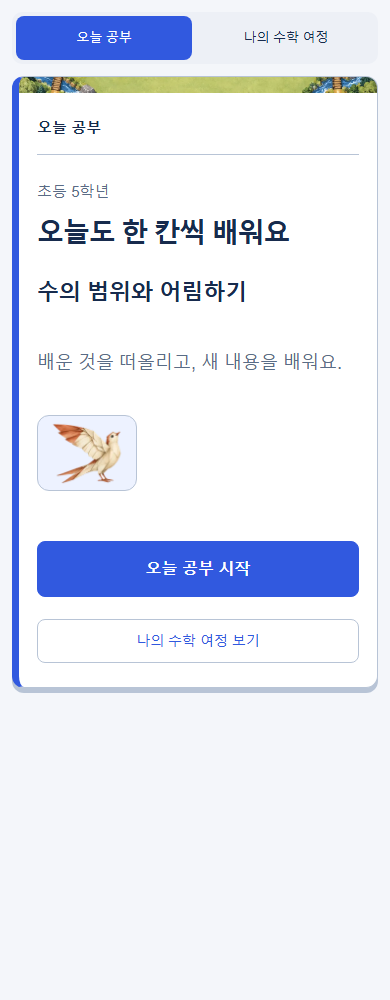 오늘 공부
나의 수학 여정
오늘 공부
초등 5학년
오늘도 한 칸씩 배워요
수의 범위와 어림하기
배운 것을 떠올리고, 새 내용을 배워요.
오늘 공부 시작
나의 수학 여정 보기